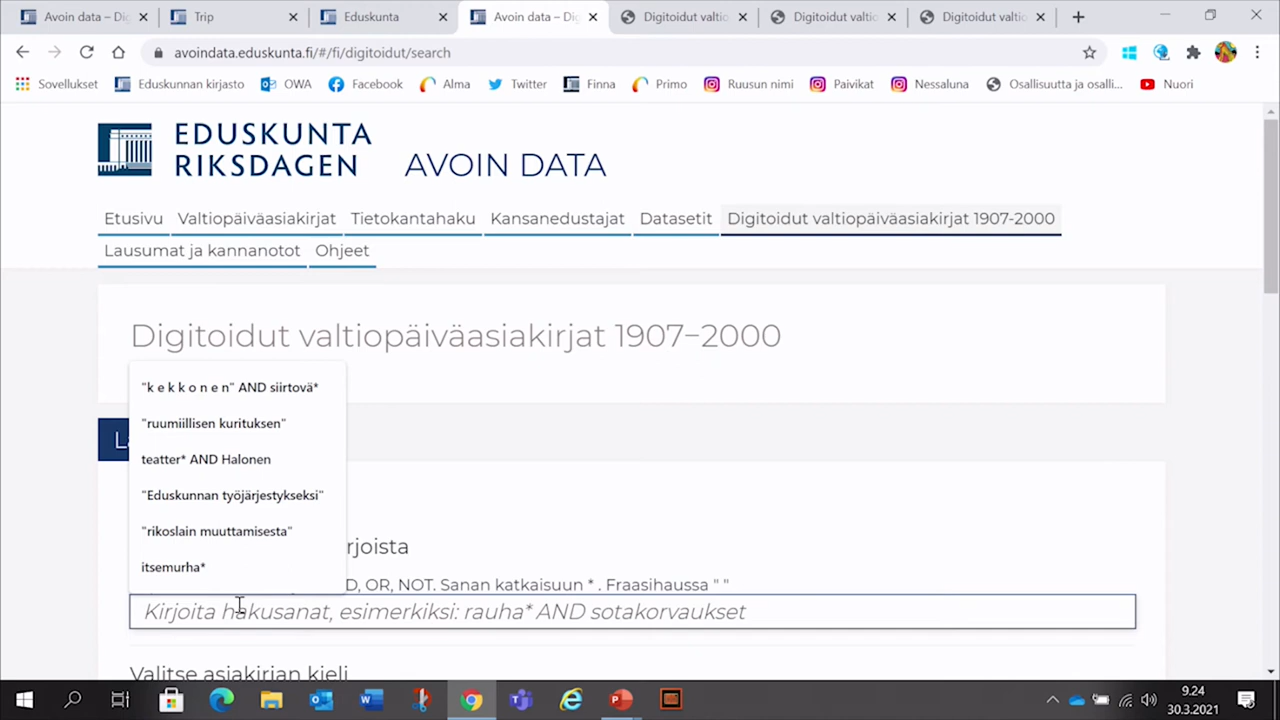 Avoin data – Di
Trip
Eduskunta
Avoin data – Di
Digitoidut valtio
Digitoidut valtio
Digitoidut valtio
avoindata.eduskunta.fi/#/fi/digitoidut/search
Sovellukset
Eduskunnan kirjasto
OWA
Facebook
Alma
Twitter
Finna
Primo
Ruusun nimi
Paivikat
Nessaluna
Osallisuutta ja osalli...
Nuori
EDUSKUNTA
RIKSDAGEN
AVOIN DATA
Etusivu
Valtiopäiväasiakirjat
Tietokantahaku
Kansanedustajat
Datasetit
Digitoidut valtiopäiväasiakirjat 1907-2000
Lausumat ja kannanotot
Ohjeet
Digitoidut valtiopäiväasiakirjat 1907–2000
"k e k k o n e n" AND siirtovä*
"ruumiillisen kurituksen"
teatter* AND Halonen
"Eduskunnan työjärjestykseksi"
"rikoslain muuttamisesta"
itsemurha*
rjoista
D, OR, NOT. Sanan katkaisuun * . Fraasihaussa " "
Kirjoita hakusanat, esimerkiksi: rauha* AND sotakorvaukset
Valitse asiakirjan kieli
9.24
30.3.2021